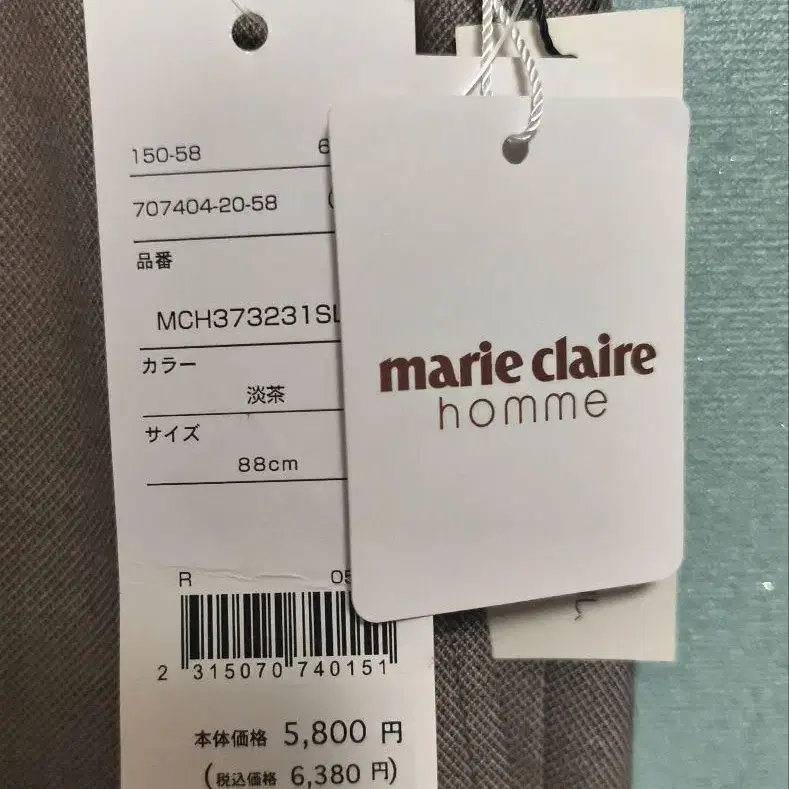 150-58
707404-20-58
品番
MCH373231SL
カラー
淡茶
サイズ
88cm
R
2 315070 740151
本体価格 5,800 円
(税込価格 6,380 円)
marie claire
homme